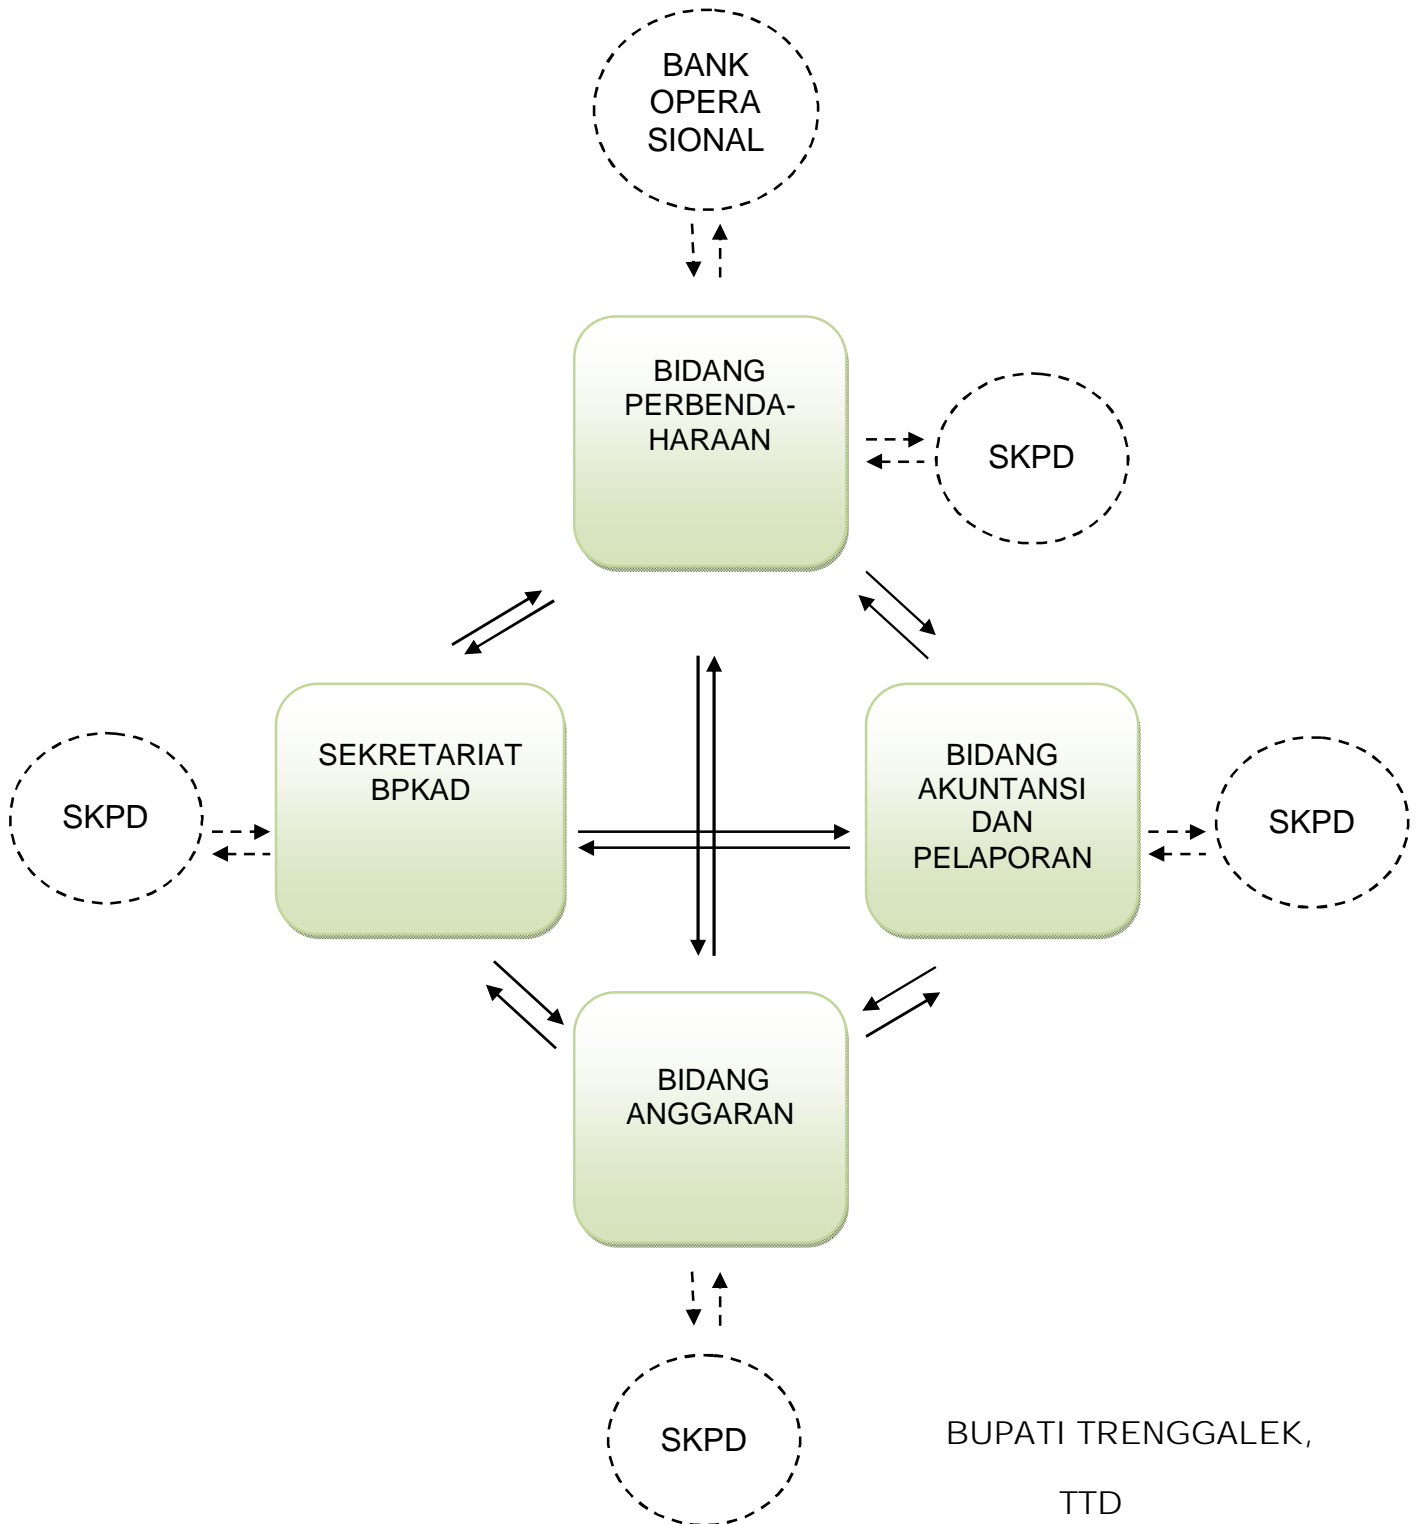 BANK
OPERA
SIONAL
BIDANG
PERBENDA-
HARAAN
SKPD
SEKRETARIAT
BPKAD
BIDANG
AKUNTANSI
DAN
PELAPORAN
SKPD
SKPD
BIDANG
ANGGARAN
SKPD
BUPATI TRENGGALEK,
TTD